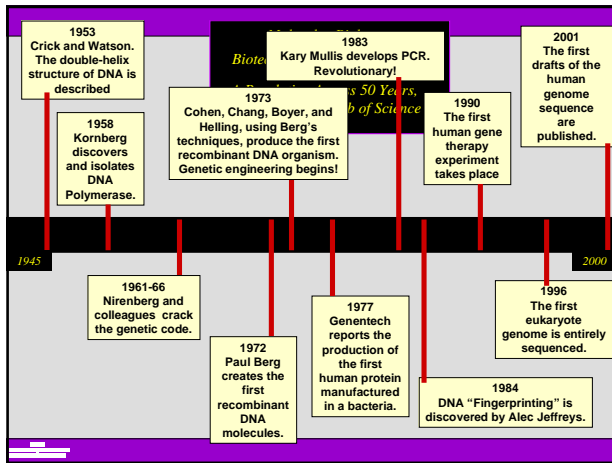 1953
Crick and Watson.
The double-helix
structure of DNA is
described
1958
Kornberg
discovers
and isolates
DNA
Polymerase.
1973
Cohen, Chang, Boyer, and
Helling, using Berg's
techniques, produce the first
recombinant DNA organism.
Genetic engineering begins!
1983
Kary Mullis develops PCR.
Revolutionary!
50 Years,
of Science
1990
The first
human gene
therapy
experiment
takes place
2001
The first
drafts of the
human
genome
sequence
are
published.
1945
2000
1961-66
Nirenberg and
colleagues crack
the genetic code.
1972
Paul Berg
creates the
first
recombinant
DNA
molecules.
1977
Genentech
reports the
production of
the first
human protein
manufactured
in a bacteria.
1984
DNA “Fingerprinting” is
discovered by Alec Jeffreys.
1996
The first
eukaryote
genome is entirely
sequenced.